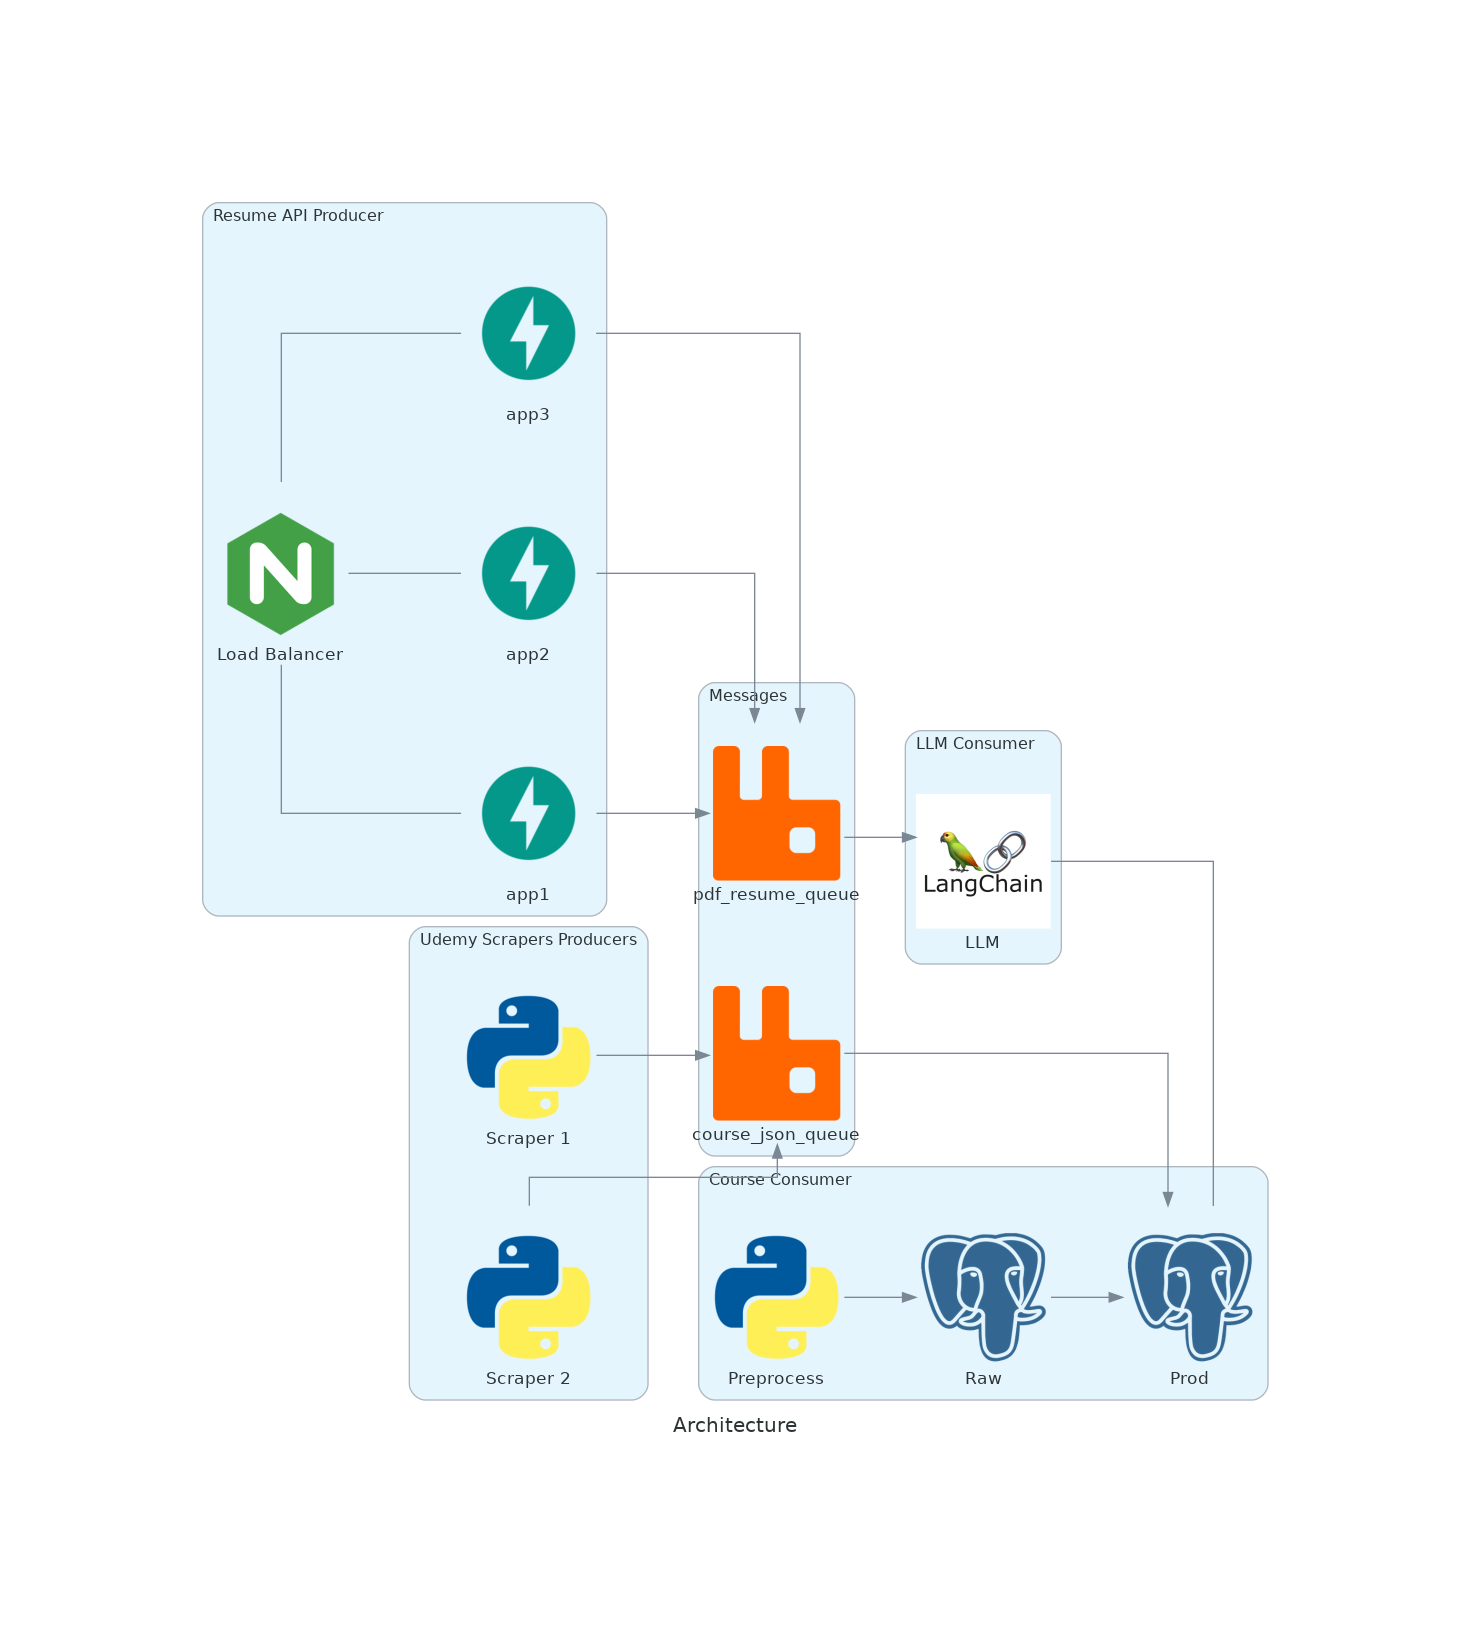 Resume API Producer
app3
Load Balancer
app2
app1
Messages
pdf_resume_queue
LLM Consumer
LangChain
LLM
Udemy Scrapers Producers
Scraper 1
course_json_queue
Scraper 2
Course Consumer
Preprocess
Raw
Prod
Architecture